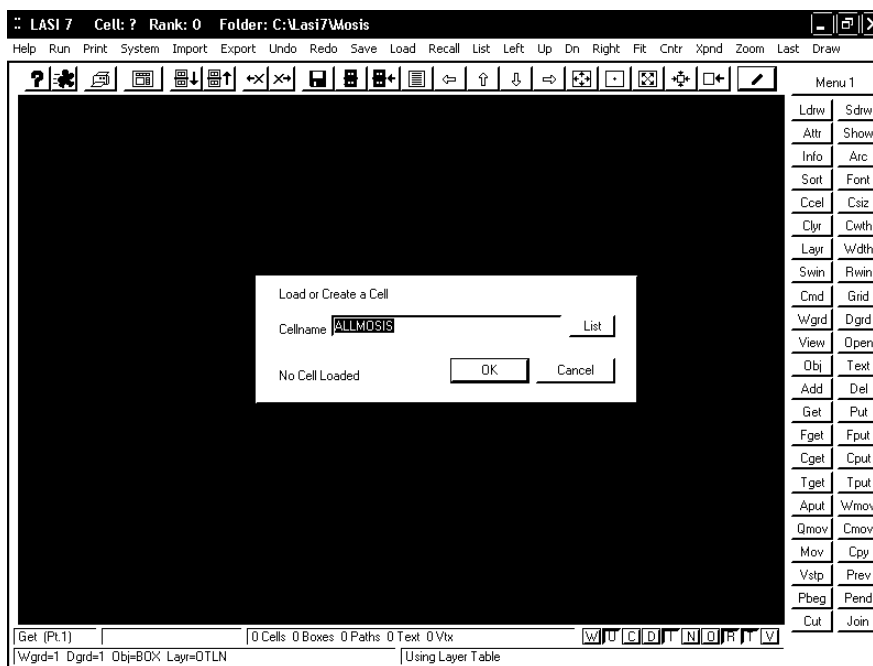 LASI 7 Cell: ? Rank: 0 Folder: C:\Lasi7\Mosis
Help Run Print System Import Export Undo Redo Save Load Recall List Left Up Dn Right Fit Cntr Xpnd Zoom Last Draw
Menu 1
Ldrw Sdrw
Attr Show
Info Arc
Sort Font
Ccel Csiz
Clyr Cwth
Layr Wdth
Swin Rwin
Cmd Grid
Wgrd Dgrd
View Open
Obj Text
Add Del
Get Put
Fget Fput
Cget Cput
Tget Tput
Aput Wmov
Qmov Cmov
Mov Cpy
Vstp Prev
Pbeg Pend
Cut Join
Load or Create a Cell
Cellname ALLMOSIS List
No Cell Loaded OK Cancel
Get (Pt.1) 0 Cells 0 Boxes 0 Paths 0 Text 0 Vtx W U C D T N O R T V
Wgrd=1 Dgrd=1 Obj=BOX Layr=OTLN Using Layer Table